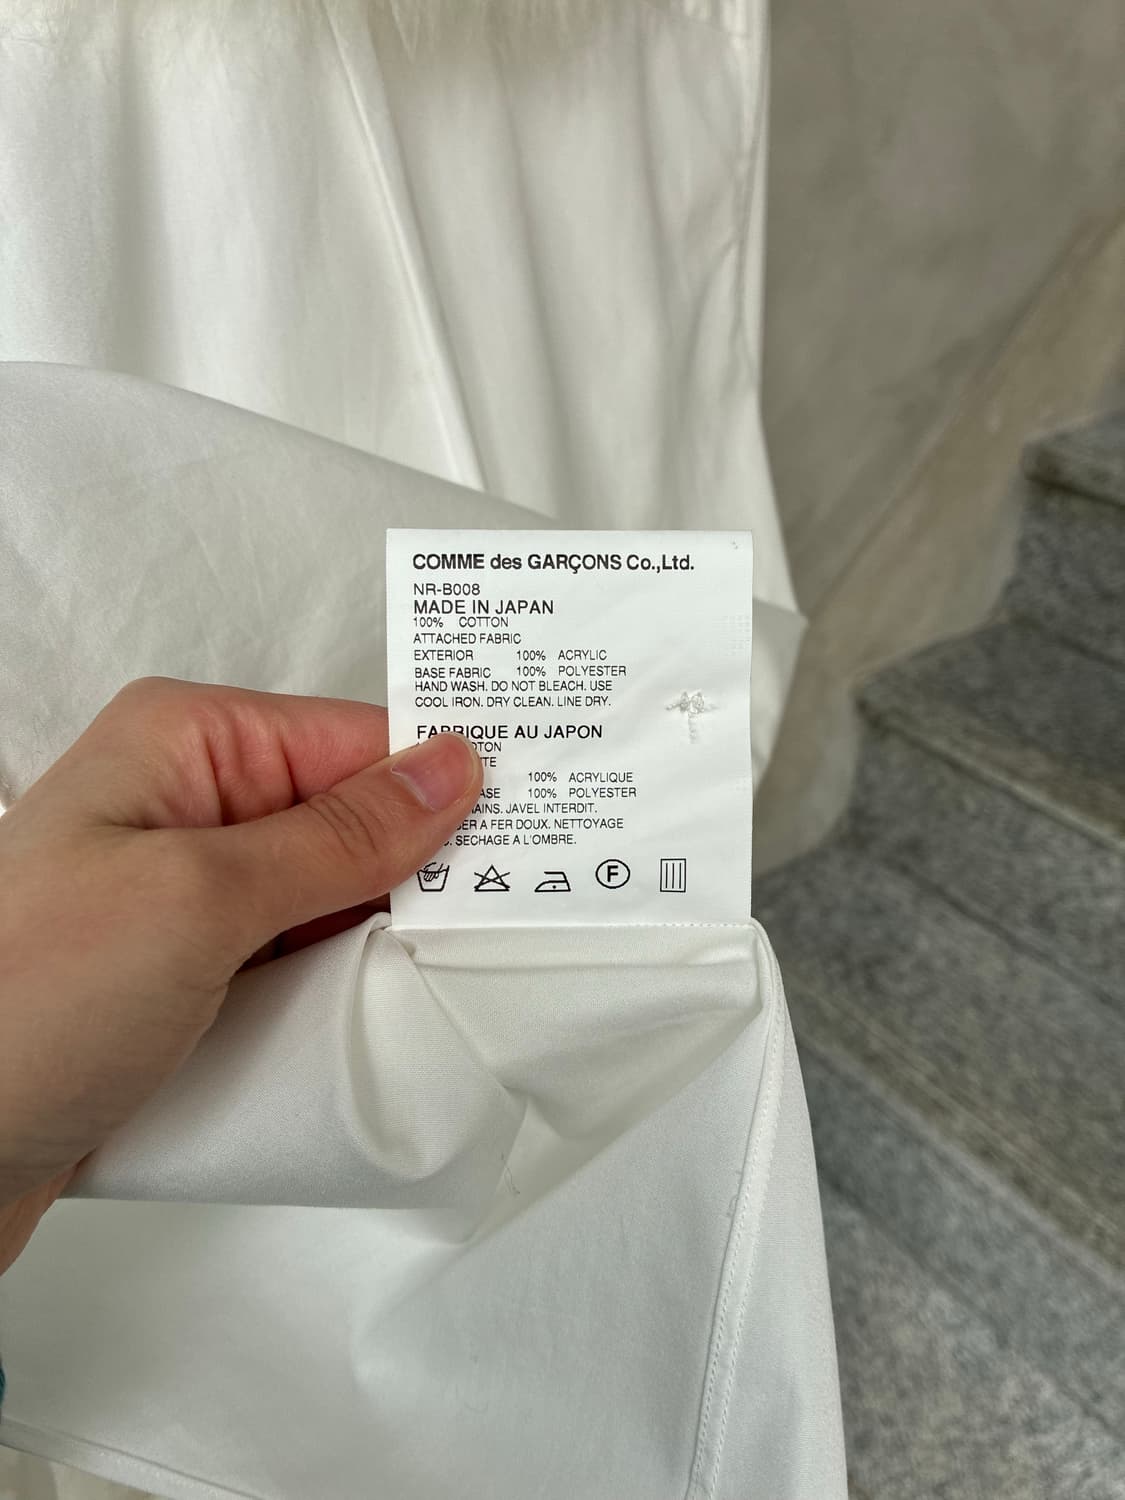 COMME des GARÇONS Co.,Ltd.
NR-B008
MADE IN JAPAN
100% COTTON
ATTACHED FABRIC
EXTERIOR 100% ACRYLIC
BASE FABRIC 100% POLYESTER
HAND WASH. DO NOT BLEACH. USE
COOL IRON. DRY CLEAN. LINE DRY.
FABRIQUE AU JAPON
100% ACRYLIQUE
100% POLYESTER
JAVEL INTERDIT.
A FER DOUX. NETTOYAGE
SECHAGE A L'OMBRE.
F